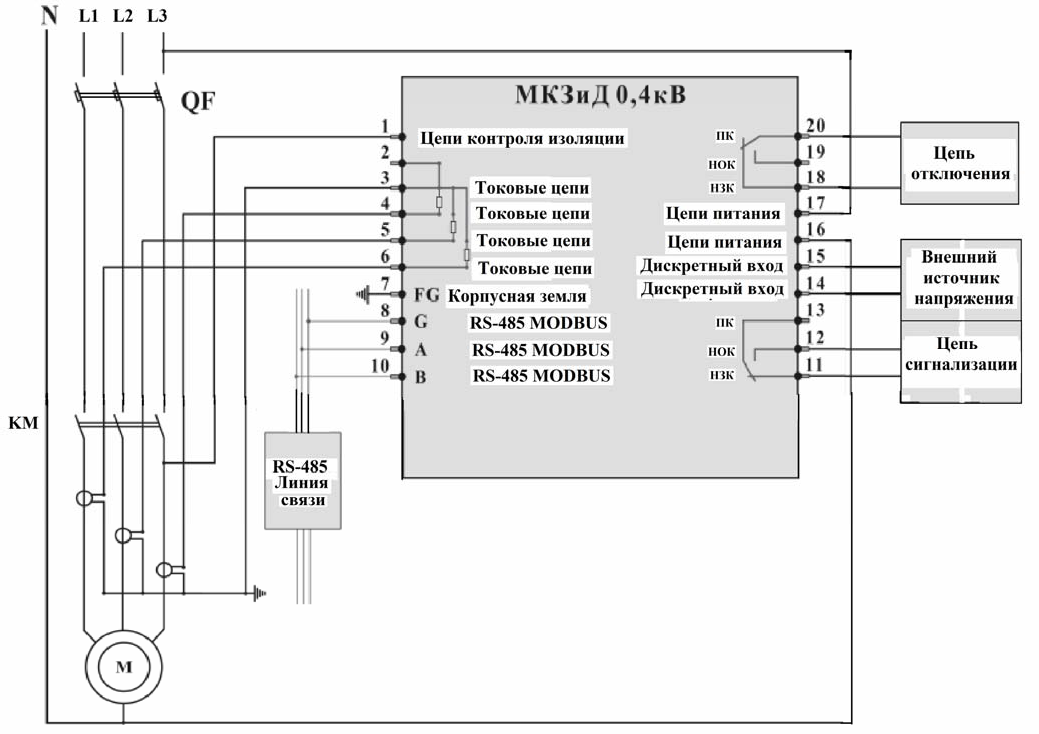 N L1 L2 L3
QF
МКЗиД 0,4кВ
1 Цепи контроля изоляции
2
3 Токовые цепи
4 Токовые цепи
5 Токовые цепи
6 Токовые цепи
7 FG Корпусная земля
8 G RS-485 MODBUS
9 A RS-485 MODBUS
10 B RS-485 MODBUS
ПК 20
НОК 19
НЗК 18
Цепи питания 17
Цепи питания 16
Дискретный вход 15
Дискретный вход 14
ПК 13
НОК 12
НЗК 11
Цепь
отключения
Внешний
источник
напряжения
Цепь
сигнализации
КМ
RS-485
Линия
связи
М